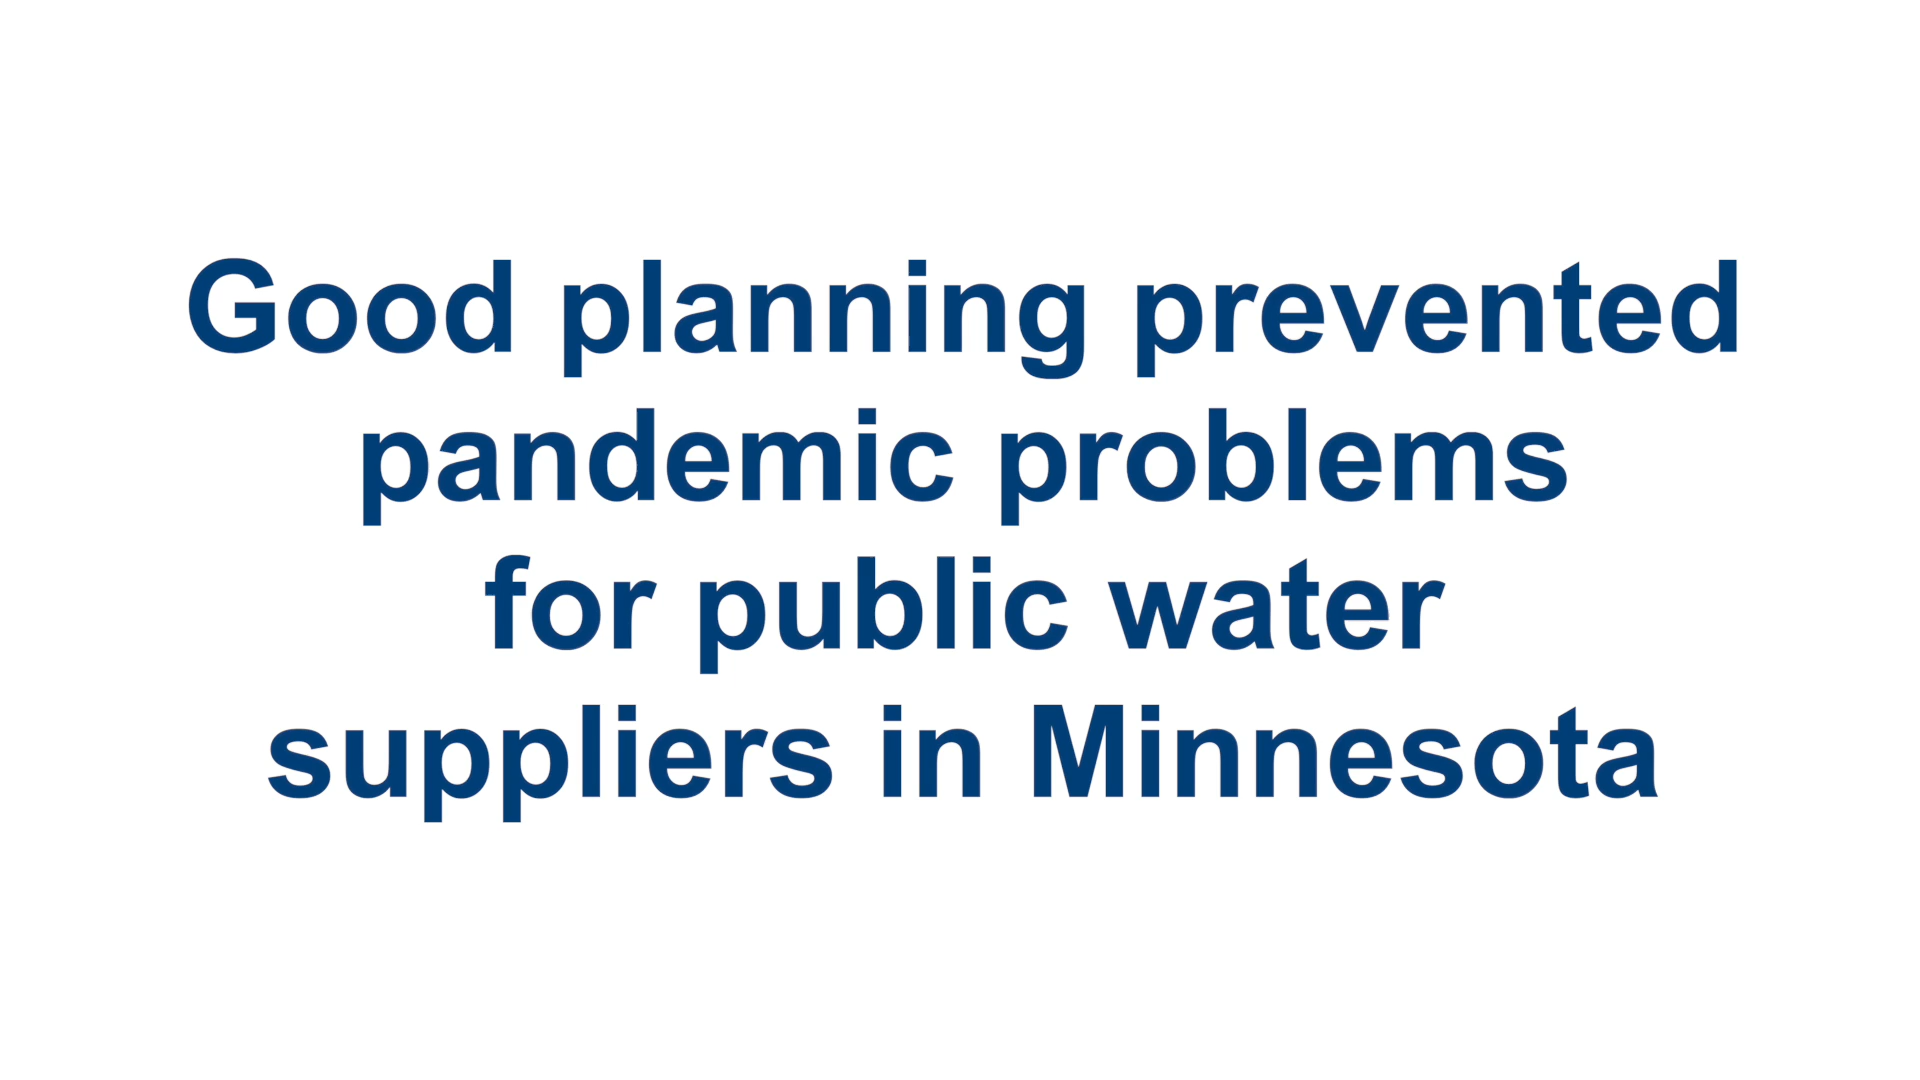 Good planning prevented
pandemic problems
for public water
suppliers in Minnesota